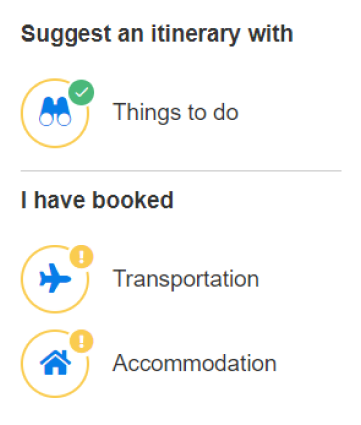 Suggest an itinerary with
Things to do
I have booked
Transportation
Accommodation